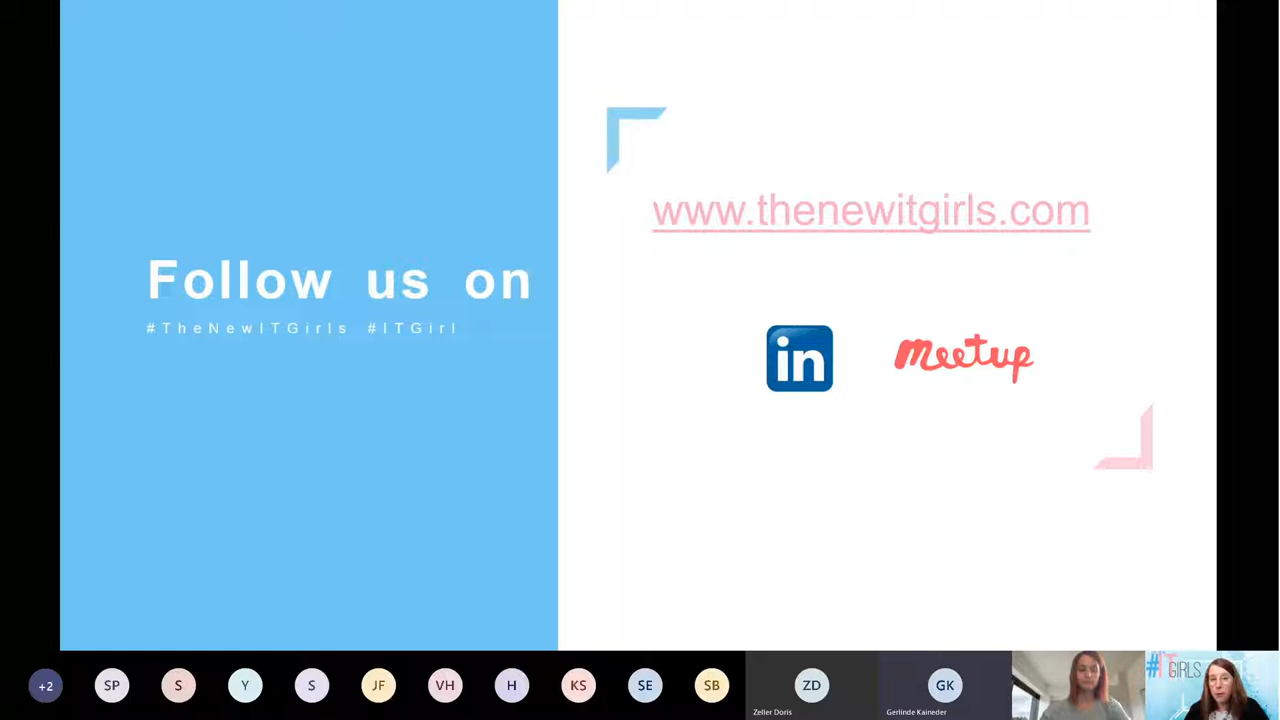 www.thenewitgirls.com
Follow us on
#TheNewITGirls #ITGirl
in
meetup
+2
SP
S
Y
S
JF
VH
H
KS
SE
SB
ZD
Zeller Doris
GK
Gerlinde Kaineder
#IT GIRLS